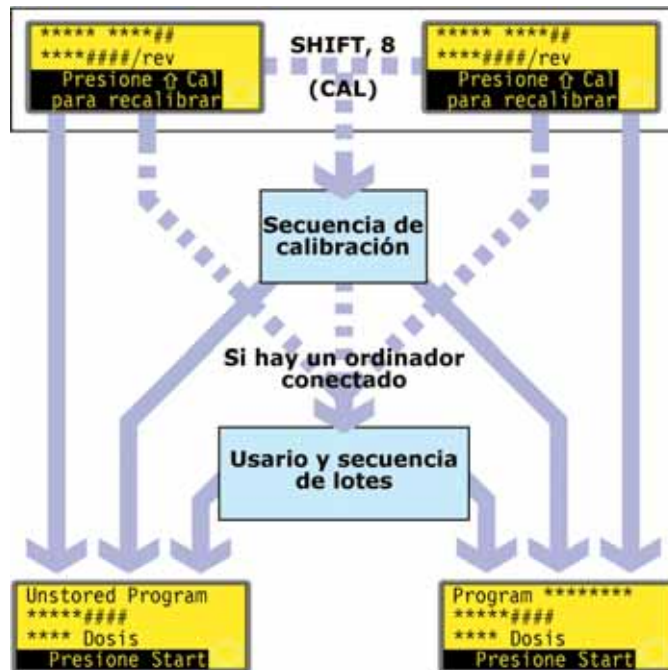 ***** ****##
****####/rev
Presione ⇧ Cal
para recalibrar
SHIFT, 8
(CAL)
***** ****##
****####/rev
Presione ⇧ Cal
para recalibrar
Secuencia de
calibración
Si hay un ordinador
conectado
Usario y secuencia
de lotes
Unstored Program
*****####
**** Dosis
Presione Start
Program ********
*****####
**** Dosis
Presione Start